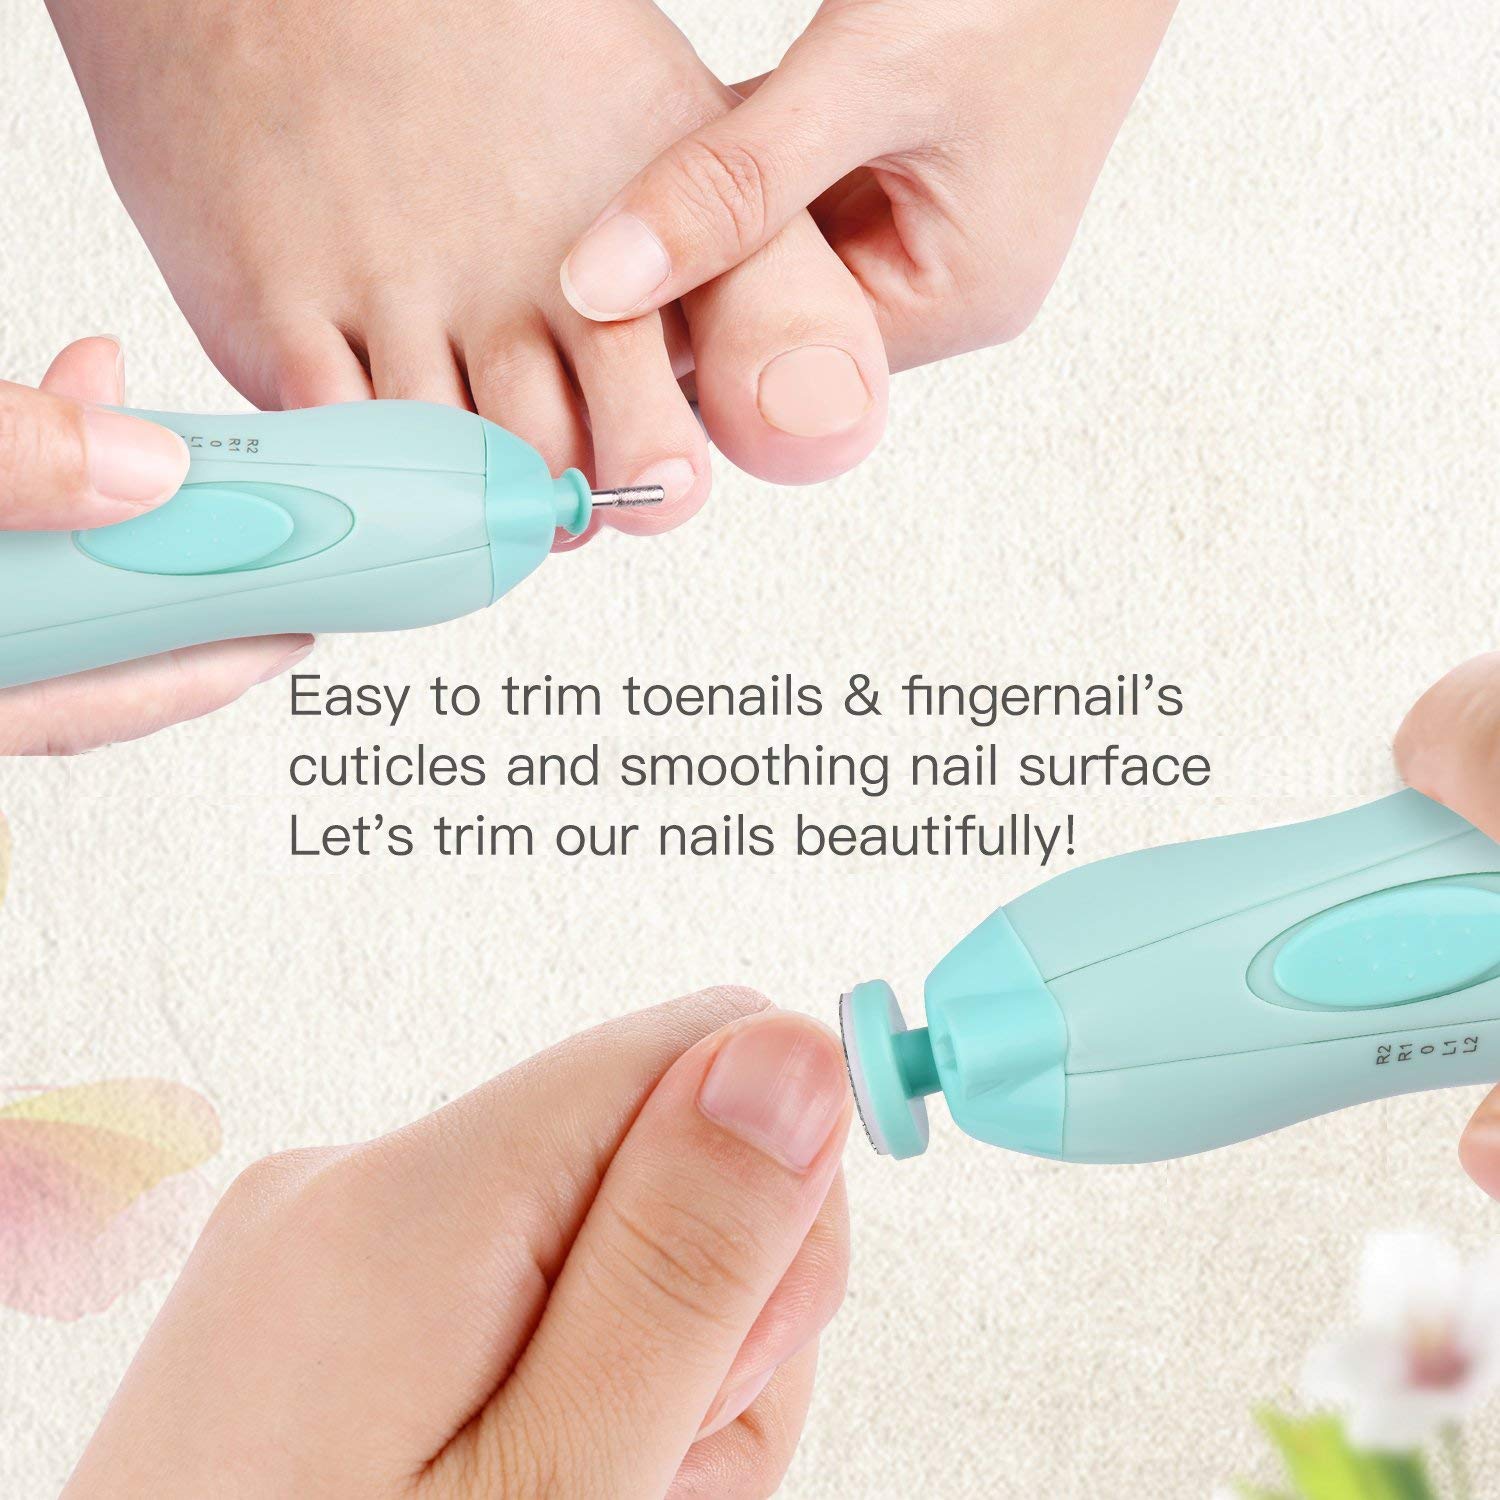 R2
R1
0
L1
Easy to trim toenails & fingernail's
cuticles and smoothing nail surface
Let's trim our nails beautifully!
R2
R1
0
L1
L2